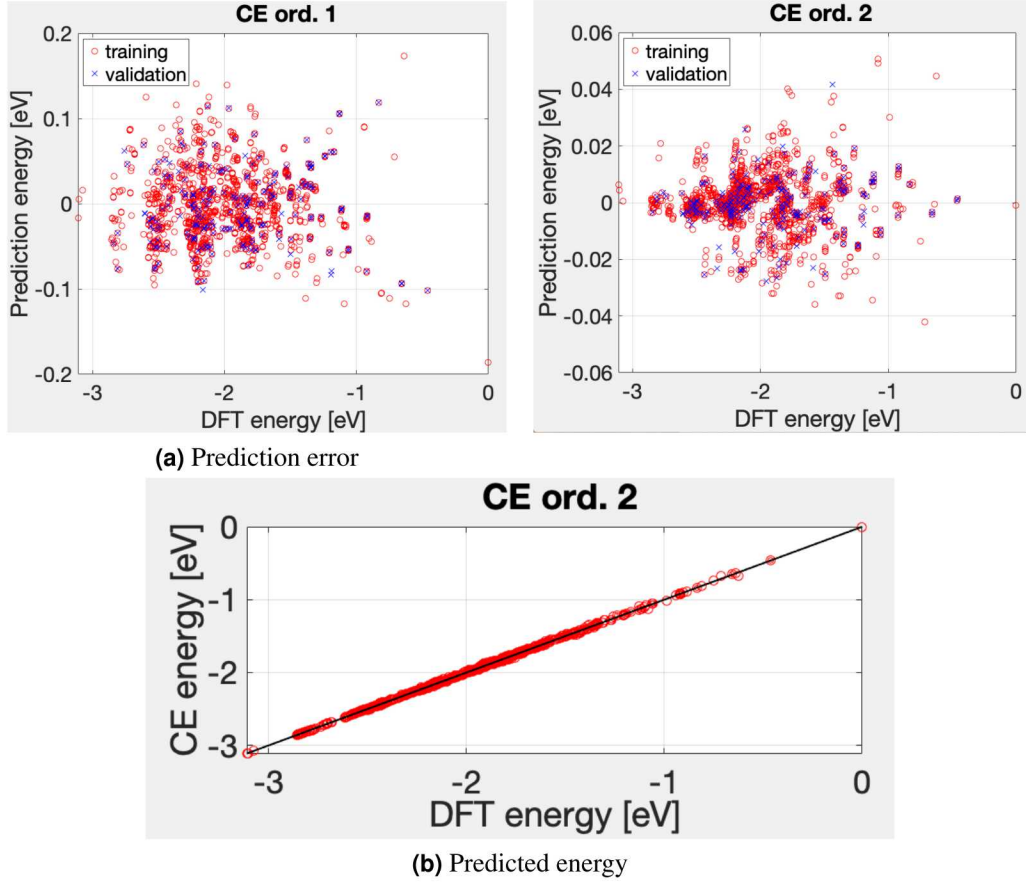 CE ord. 1
0.2
0.1
0
-0.1
-0.2
Prediction energy [eV]
training
validation
-3
-2
-1
0
DFT energy [eV]
CE ord. 2
0.06
0.04
0.02
0
-0.02
-0.04
-0.06
Prediction energy [eV]
training
validation
-3
-2
-1
0
DFT energy [eV]
(a) Prediction error
CE ord. 2
0
-1
-2
-3
CE energy [eV]
-3
-2
-1
0
DFT energy [eV]
(b) Predicted energy